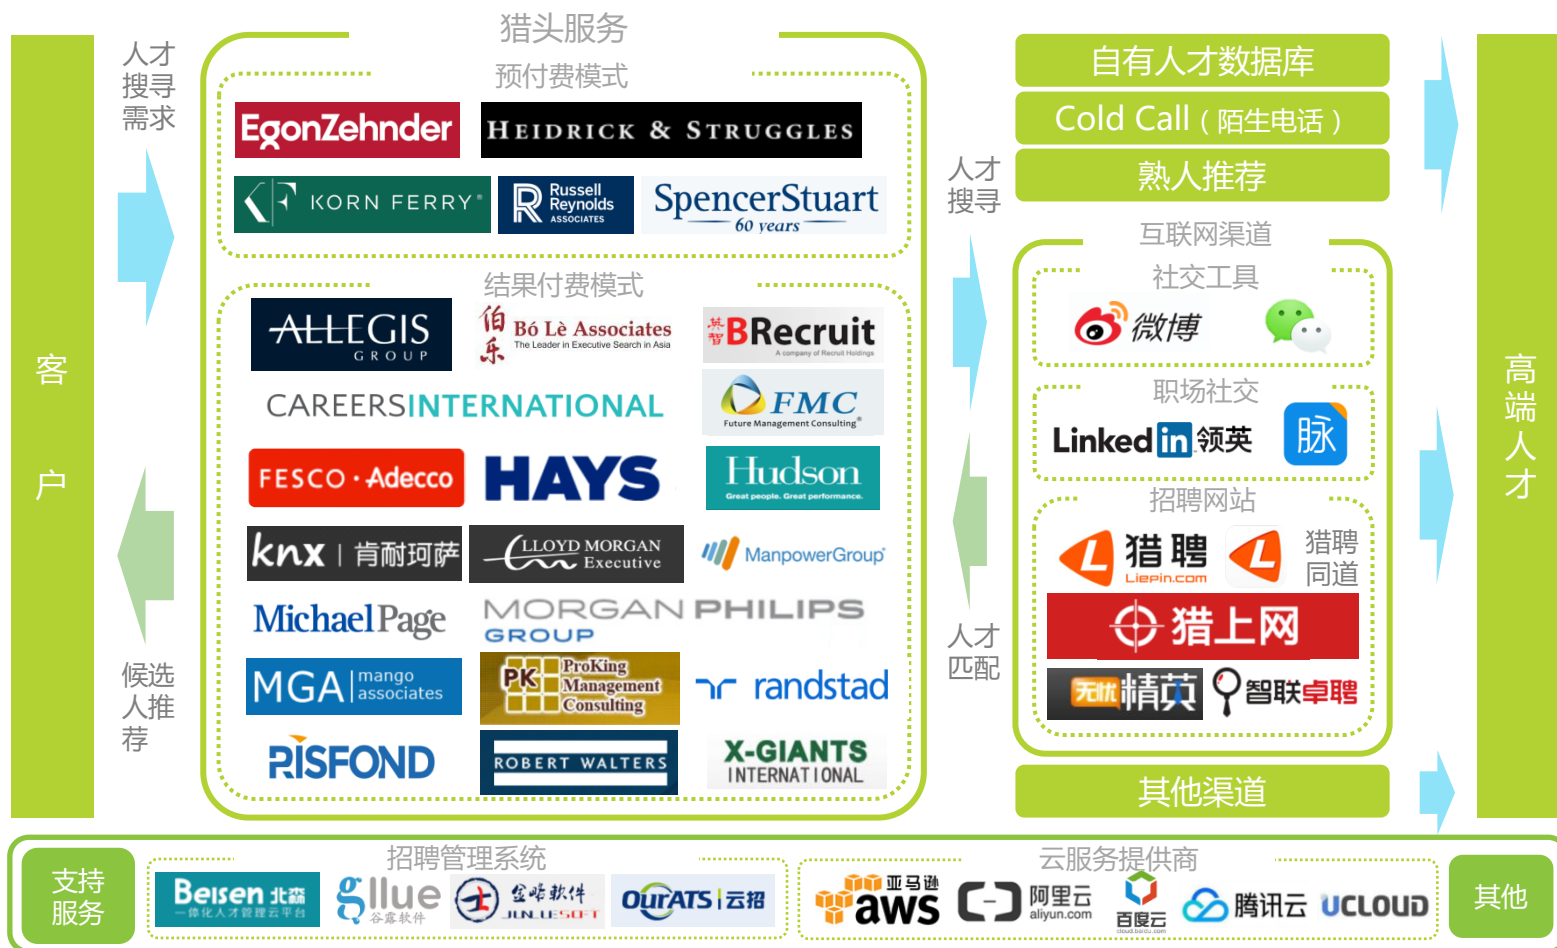 客
户
人才
搜寻
需求
候选
人推
荐
猎头服务
预付费模式
EgonZehnder
HEIDRICK & STRUGGLES
KORN FERRY®
Russell
Reynolds
ASSOCIATES
SpencerStuart
60 years
结果付费模式
ALLEGIS
GROUP
伯
乐
Bó Lè Associates
The Leader in Executive Search in Asia
英智
BRecruit
A company of Recruit Holdings
CAREERSINTERNATIONAL
FMC
Future Management Consulting®
FESCO·Adecco
HAYS
Hudson
Great people. Great performance.
knx | 肯耐珂萨
LLOYD MORGAN
Executive
ManpowerGroup
Michael Page
MORGAN PHILIPS
GROUP
MGA
mango
associates
PK
ProKing
Management
Consulting
randstad
RISFOND
ROBERT WALTERS
X-GIANTS
INTERNATIONAL
人才
搜寻
人才
匹配
自有人才数据库
Cold Call（陌生电话）
熟人推荐
互联网渠道
社交工具
微博
职场社交
Linked in 领英
脉
招聘网站
L
猎聘
Liepin.com
L
猎聘
同道
猎上网
无忧精英
智联卓聘
其他渠道
高
端
人
才
支持
服务
招聘管理系统
Beisen 北森
一体化人才管理云平台
gllue
谷露软件
金略软件
JUNLUESOFT
OurATS | 云招
云服务提供商
亚马逊
aws
阿里云
aliyun.com
百度云
cloud.baidu.com
腾讯云
UCLOUD
其他